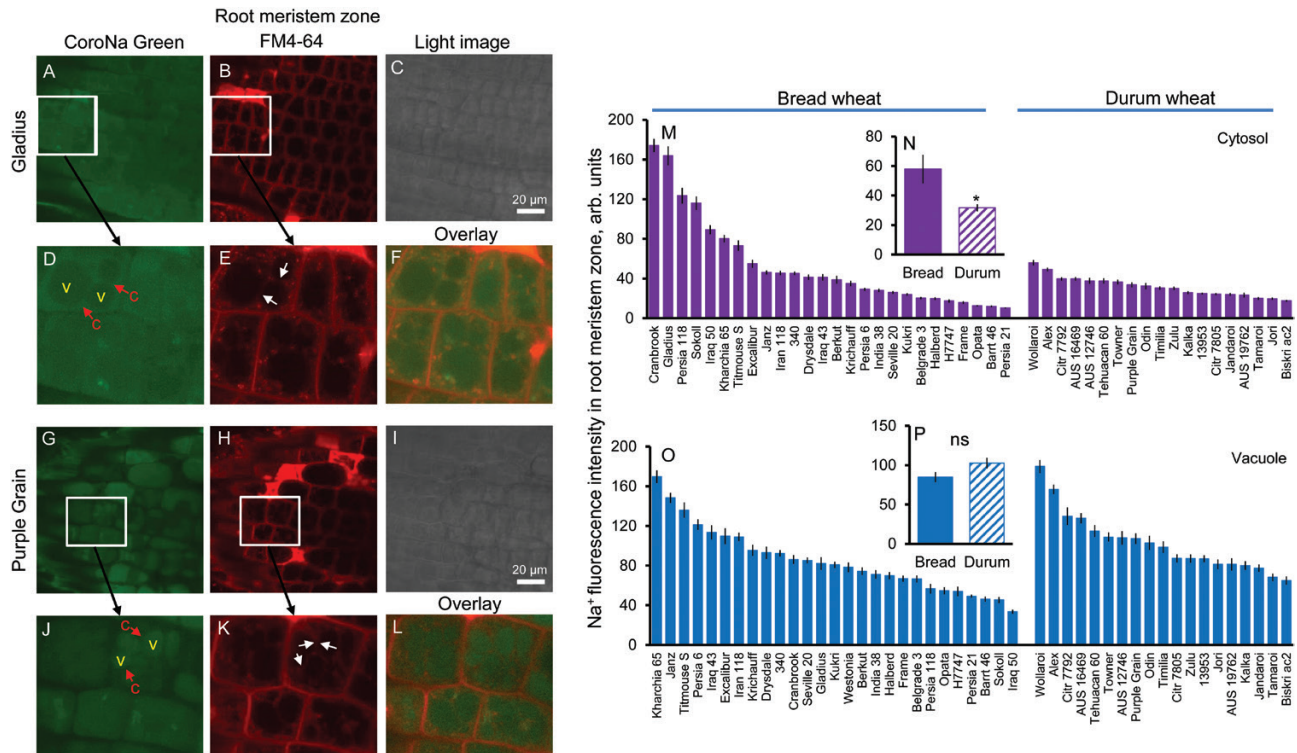 Root meristem zone
CoroNa Green
FM4-64
Light image
Gladius
A
B
C
20 µm
Overlay
D
V
V
C
C
E
F
Purple Grain
G
H
I
20 µm
Overlay
J
C
V
V
C
K
L
Bread wheat
Durum wheat
Na⁺ fluorescence intensity in root meristem zone, arb. units
200
160
120
80
40
0
M
Cytosol
N
80
60
40
20
0
*
Bread
Durum
Cranbrook
Gladius
Persia 118
Sokoll
Iraq 50
Kharchia 65
Titmouse S
Excalibur
Janz
Iran 118
340
Drysdale
Iraq 43
Berkut
Krichauff
Persia 6
India 38
Seville 20
Kukri
Belgrade 3
Halberd
H7747
Frame
Opata
Barrt 46
Persia 21
Wollaroi
Alex
Citr 7792
AUS 16469
AUS 12746
Tehuacan 60
Towner
Purple Grain
Odin
Timilia
Zulu
Kalka
13953
Citr 7805
Jandaroi
AUS 19762
Tamaroi
Jori
Biskri ac2
200
160
120
80
40
0
O
Vacuole
P
ns
150
100
50
0
Bread
Durum
Kharchia 65
Janz
Titmouse S
Persia 6
Iraq 43
Excalibur
Iran 118
Krichauff
Drysdale
340
Cranbrook
Seville 20
Gladius
Kukri
Westonia
Berkut
India 38
Halberd
Frame
Belgrade 3
Persia 118
Opata
H7747
Persia 21
Barrt 46
Sokoll
Iraq 50
Wollaroi
Alex
Citr 7792
AUS 16469
Tehuacan 60
Towner
AUS 12746
Purple Grain
Odin
Timilia
Citr 7805
Zulu
13953
Jori
AUS 19762
Kalka
Jandaroi
Tamaroi
Biskri ac2